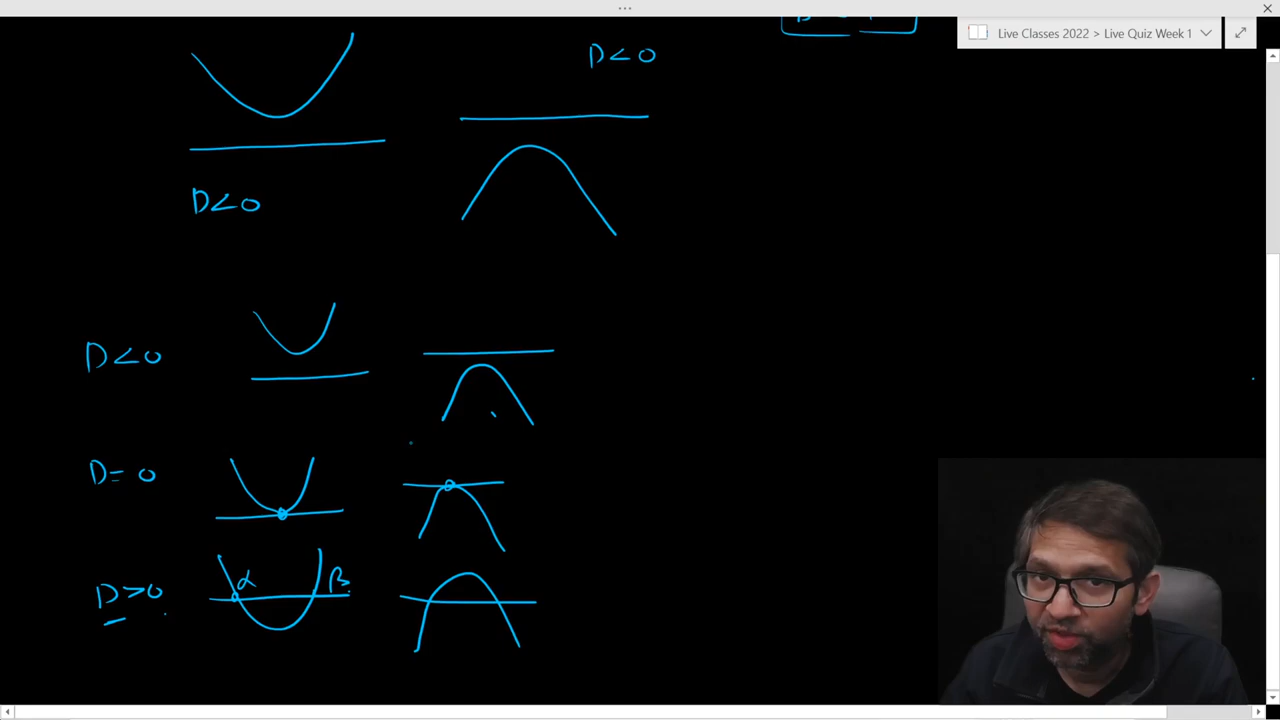 Live Classes 2022 > Live Quiz Week 1
D<0
D<0
D<0
D= 0
α β
D>0